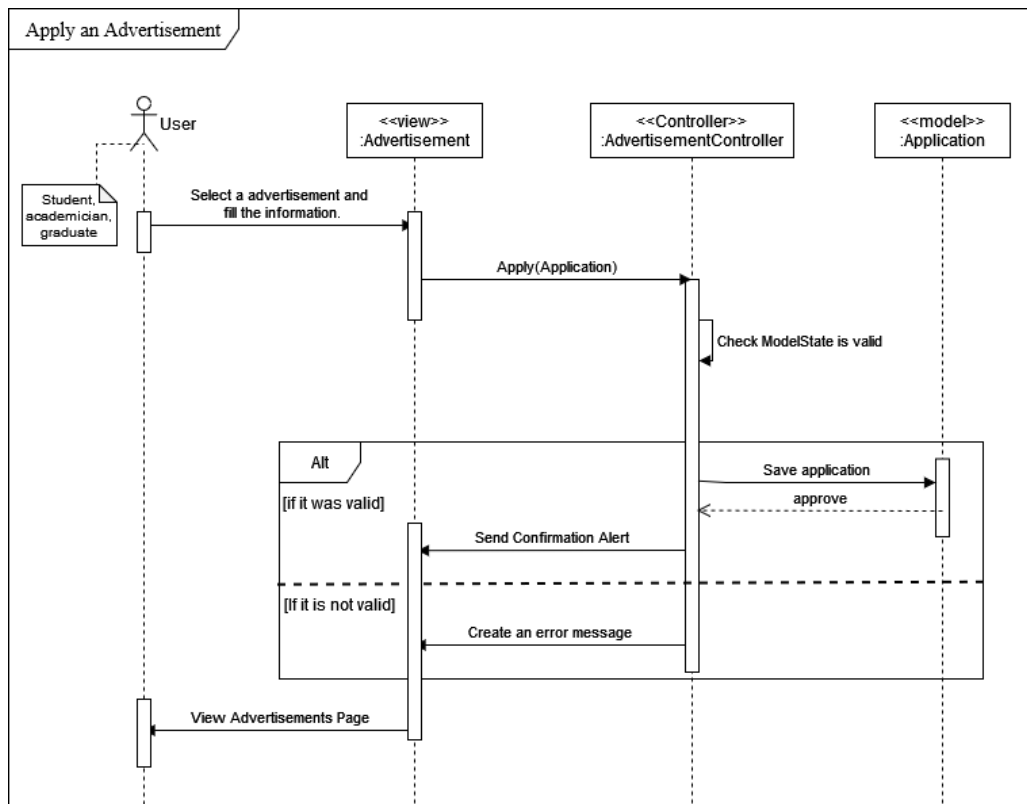 Apply an Advertisement
User
<<view>>
:Advertisement
<<Controller>>
:AdvertisementController
<<model>>
:Application
Student,
academician,
graduate
Select a advertisement and
fill the information.
Apply(Application)
Check ModelState is valid
Alt
Save application
[if it was valid]
approve
Send Confirmation Alert
[If it is not valid]
Create an error message
View Advertisements Page